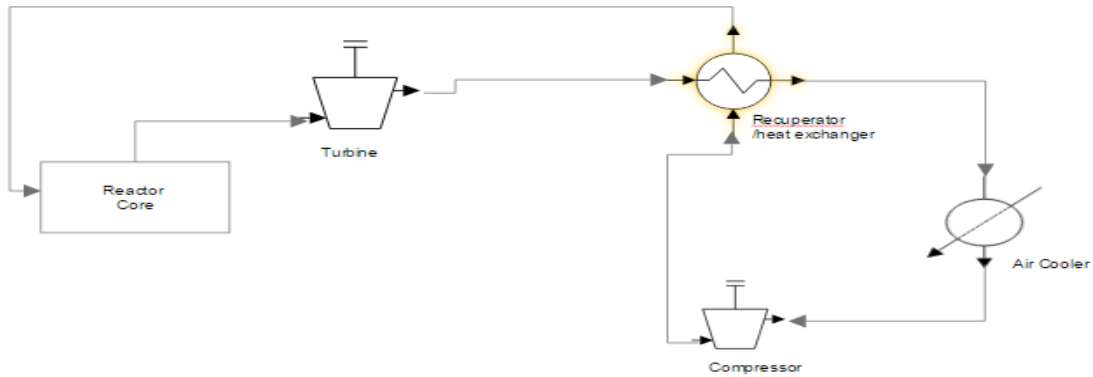 Recuperator
/heat exchanger
Turbine
Reactor
Core
Air Cooler
Compressor